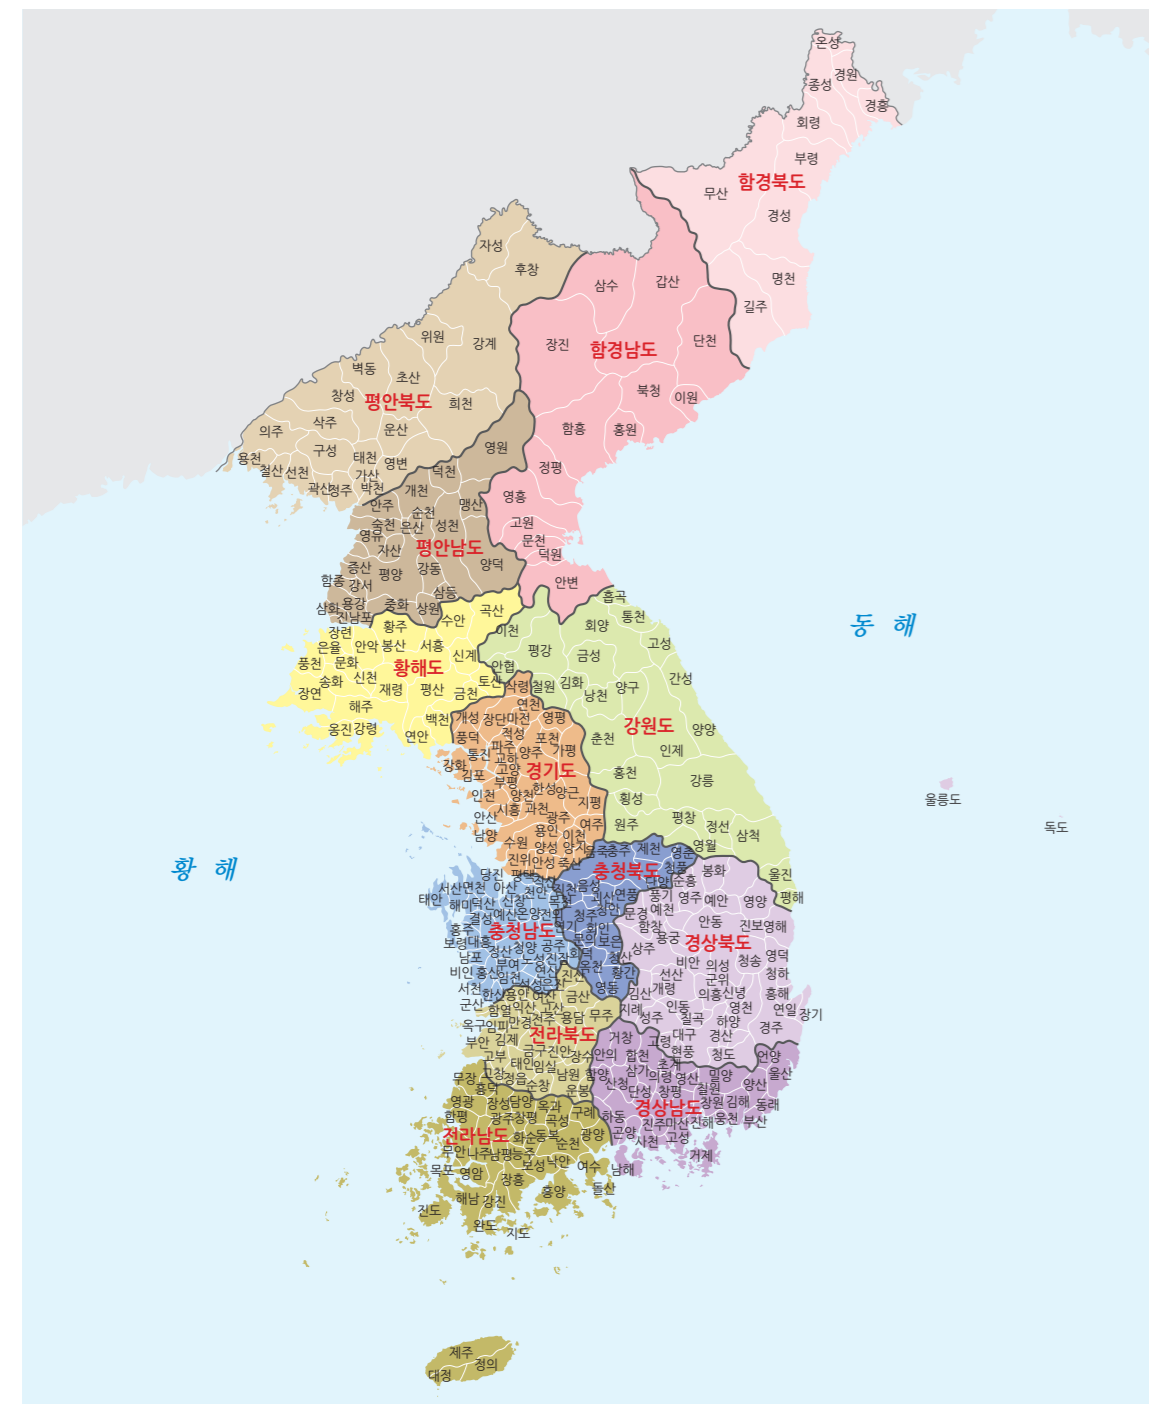 온성
경원
종성
경흥
회령
부령
함경북도
무산
경성
자성
후창
명천
삼수
갑산
길주
위원
강계
장진
함경남도
단천
벽동
초산
창성
평안북도
희천
북청
이원
의주
삭주
운산
함흥
홍원
구성
영원
용천
태천
영변
철산
선천
가산
덕천
정평
곽산
정주
박천
개천
영흥
안주
순천
맹산
숙천
은산
성천
고원
영유
자산
평안남도
문천
덕원
증산
평양
강동
양덕
함종
강서
삼등
안변
삼화
용강
중화
상원
곡산
흡곡
진남포
황주
수안
통천
장련
이천
회양
은율
안악
봉산
서흥
신계
평강
금성
고성
풍천
문화
황해도
안협
송화
신천
토산
간성
장연
재령
평산
금천
삭령
철원
김화
낭천
양구
해주
연천
백천
개성
장단
마전
영평
강원도
양양
옹진
강령
연안
풍덕
적성
포천
춘천
인제
통진
파주
양주
가평
강화
교하
고양
경기도
김포
부평
홍천
강릉
인천
양천
한성
양근
지평
횡성
울릉도
안산
시흥
과천
광주
여주
원주
평창
정선
삼척
독도
남양
수원
용인
이천
양성
양지
음죽
충주
제천
영춘
영월
진위
안성
죽산
충청북도
청풍
봉화
울진
당진
평택
직산
단양
순흥
서산
면천
아산
천안
진천
음성
괴산
연풍
풍기
영주
예안
영양
평해
태안
해미
덕산
신창
목천
청안
문경
예천
결성
예산
온양
전의
청주
함창
안동
진보
영해
홍주
충청남도
연기
회인
용궁
경상북도
보령
대흥
정산
청양
공주
문의
보은
상주
영덕
남포
부여
노성
진잠
회덕
청산
비안
의성
청송
비인
홍산
임천
연산
진산
옥천
황간
선산
군위
청하
서천
한산
석성
은진
영동
김산
개령
의흥
신녕
흥해
용안
여산
금산
군산
함열
익산
고산
무주
지례
인동
영천
연일
장기
옥구
임피
만경
전주
용담
성주
칠곡
하양
경주
황해
동해
부안
김제
전라북도
거창
고령
대구
경산
금구
진안
현풍
청도
언양
고부
태인
임실
장수
안의
합천
초계
고창
정읍
남원
함양
삼가
의령
영산
밀양
울산
무장
흥덕
순창
운봉
산청
단성
창평
칠원
양산
영광
장성
담양
옥과
경상남도
창원
김해
동래
함평
광주
창평
곡성
구례
하동
진주
마산
진해
웅천
부산
전라남도
화순
동복
순천
광양
곤양
사천
고성
무안
나주
남평
능주
거제
목포
영암
보성
낙안
여수
남해
장흥
해남
강진
흥양
돌산
진도
완도
지도
제주
정의
대정